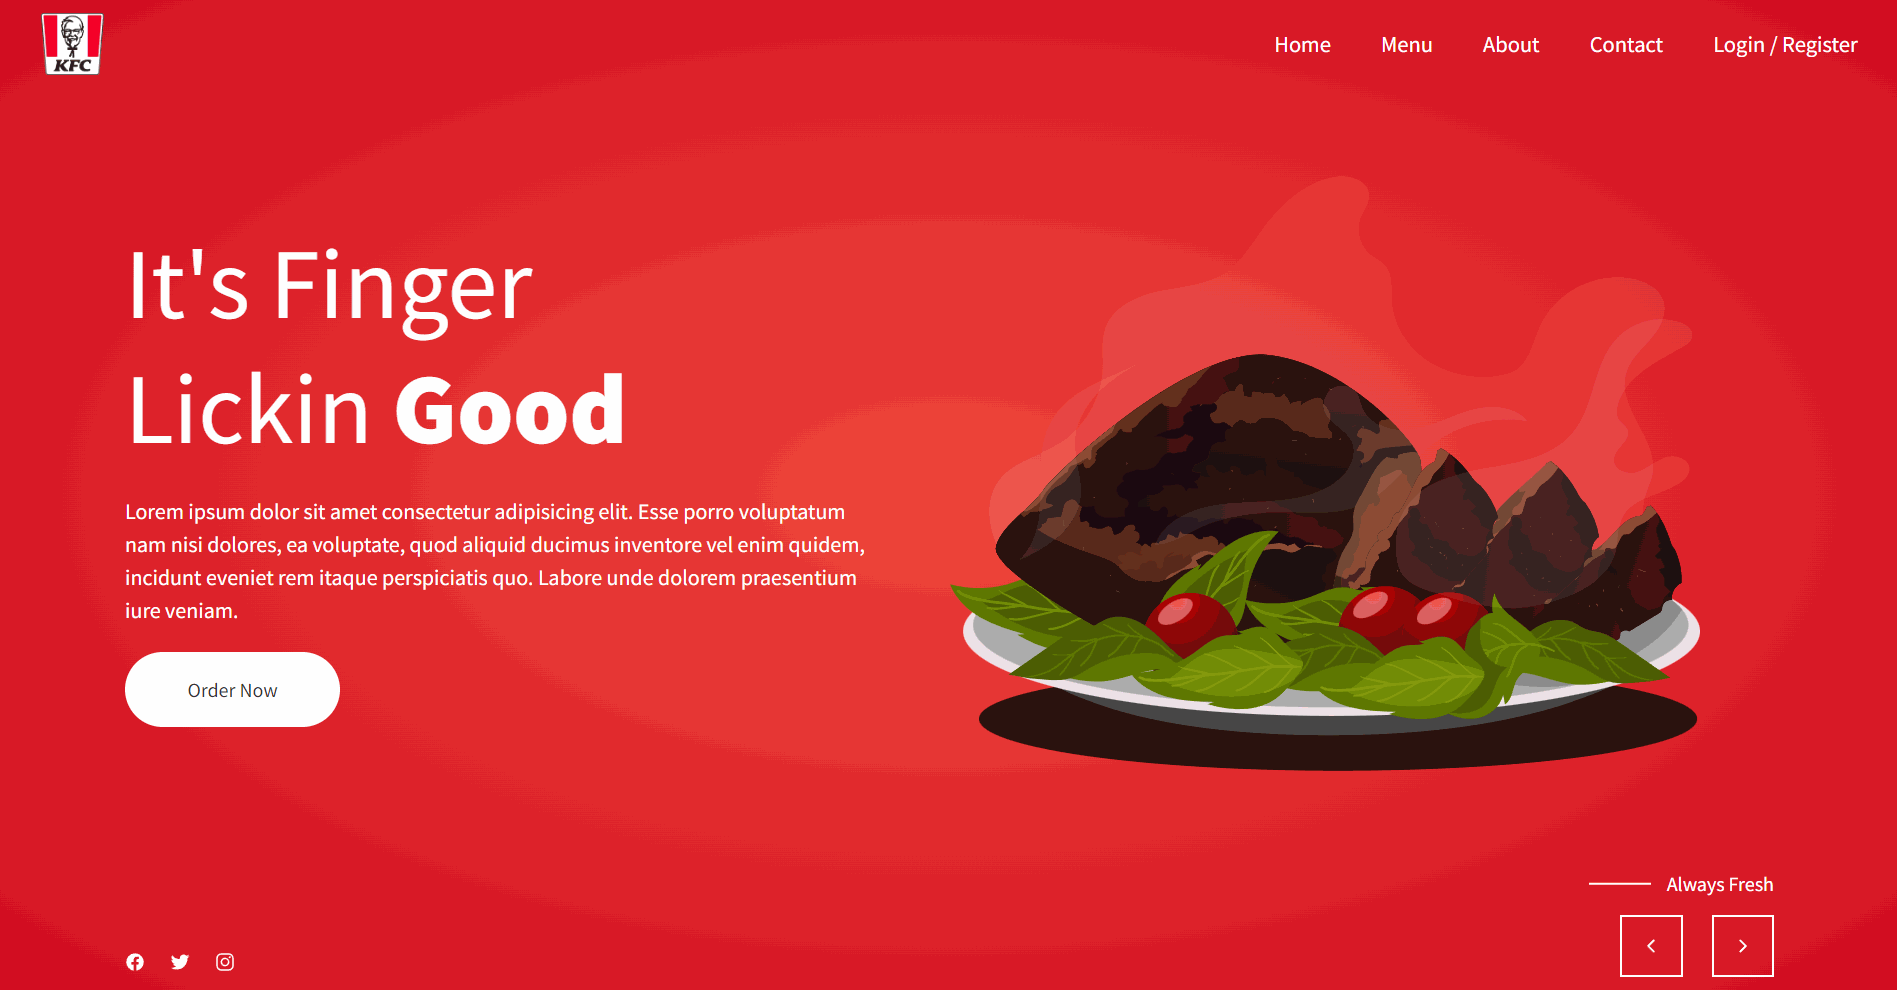 KFC
Home Menu About Contact Login / Register
It's Finger
Lickin Good
Lorem ipsum dolor sit amet consectetur adipisicing elit. Esse porro voluptatum
nam nisi dolores, ea voluptate, quod aliquid ducimus inventore vel enim quidem,
incidunt eveniet rem itaque perspiciatis quo. Labore unde dolorem praesentium
iure veniam.
Order Now
Always Fresh